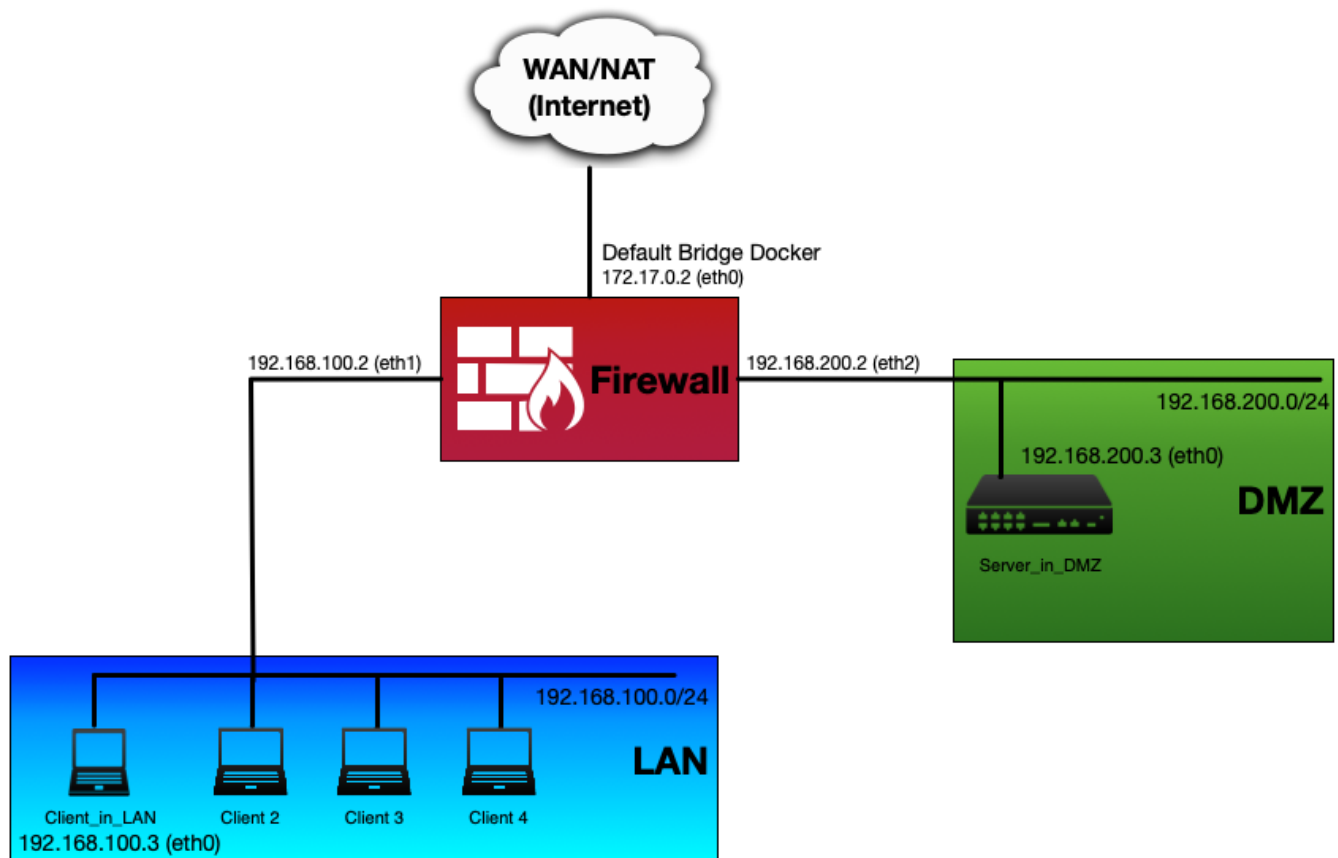 WAN/NAT
(Internet)
Default Bridge Docker
172.17.0.2 (eth0)
192.168.100.2 (eth1)
Firewall
192.168.200.2 (eth2)
192.168.200.0/24
192.168.200.3 (eth0)
DMZ
Server_in_DMZ
192.168.100.0/24
LAN
Client_in_LAN
Client 2
Client 3
Client 4
192.168.100.3 (eth0)